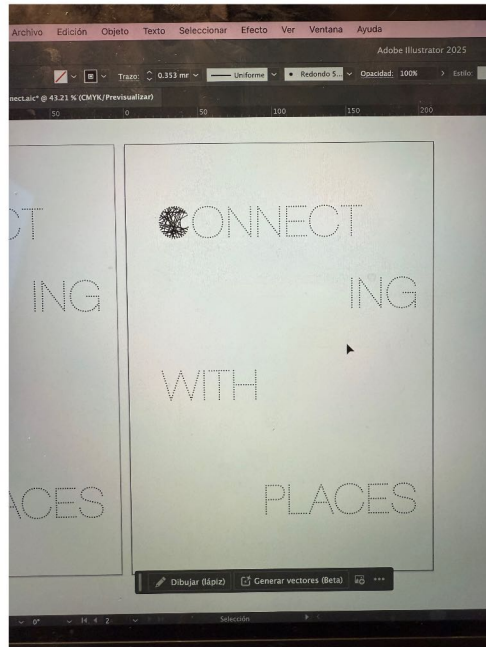 Archivo Edición Objeto Texto Seleccionar Efecto Ver Ventana Ayuda
Adobe Illustrator 2025
Trazo: 0.353 mr Uniforme Redondo S... Opacidad: 100% Estilo:
nect.aic* @ 43.21 % (CMYK/Previsualizar)
50 0 50 100 150 200
CT
CONNECT
ING
ING
WITH
ACES
PLACES
Dibujar (lápiz) Generar vectores (Beta)
0° 2 Selección